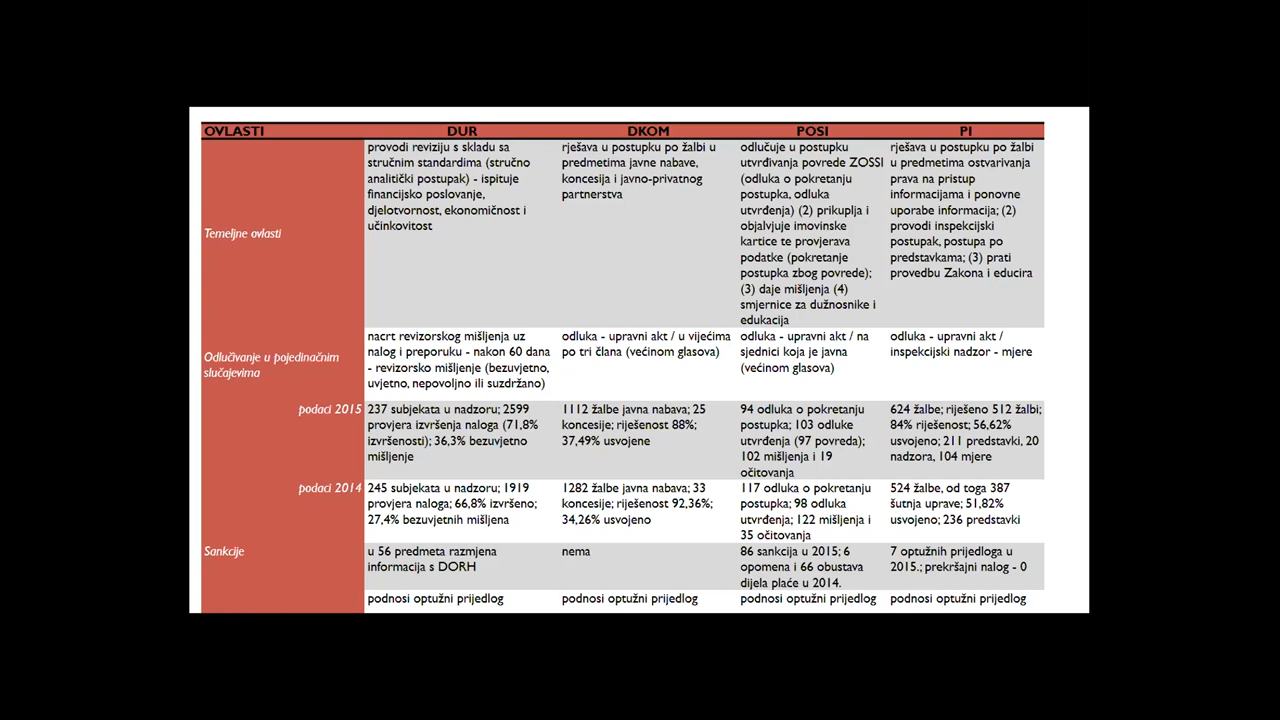 OVLASTI DUR DKOM POSI PI
Temeljne ovlasti
provodi reviziju s skladu sa
stručnim standardima (stručno
analitički postupak) - ispituje
financijsko poslovanje,
djelotvornost, ekonomičnost i
učinkovitost
rješava u postupku po žalbi u
predmetima javne nabave,
koncesija i javno-privatnog
partnerstva
odlučuje u postupku
utvrđivanja povrede ZOSSI
(odluka o pokretanju
postupka, odluka
utvrđenja) (2) prikuplja i
objalvjuje imovinske
kartice te provjerava
podatke (pokretanje
postupka zbog povrede);
(3) daje mišljenja (4)
smjernice za dužnosnike i
edukacija
rješava u postupku po žalbi
u predmetima ostvarivanja
prava na pristup
informacijama i ponovne
uporabe informacija; (2)
provodi inspekcijski
postupak, postupa po
predstavkama; (3) prati
provedbu Zakona i educira
Odlučivanje u pojedinačnim
slučajevima
nacrt revizorskog mišljenja uz
nalog i preporuku - nakon 60 dana
- revizorsko mišljenje (bezuvjetno,
uvjetno, nepovoljno ili suzdržano)
odluka - upravni akt / u vijećima
po tri člana (većinom glasova)
odluka - upravni akt / na
sjednici koja je javna
(većinom glasova)
odluka - upravni akt /
inspekcijski nadzor - mjere
podaci 2015
237 subjekata u nadzoru; 2599
provjera izvršenja naloga (71,8%
izvršenosti); 36,3% bezuvjetno
mišljenje
1112 žalbe javna nabava; 25
koncesije; riješenost 88%;
37,49% usvojene
94 odluka o pokretanju
postupka; 103 odluke
utvrđenja (97 povreda);
102 mišljenja i 19
očitovanja
624 žalbe; riješeno 512 žalbi;
84% riješenost; 56,62%
usvojeno; 211 predstavki, 20
nadzora, 104 mjere
podaci 2014
245 subjekata u nadzoru; 1919
provjera naloga; 66,8% izvršeno;
27,4% bezuvjetnih mišljena
1282 žalbe javna nabava; 33
koncesije; riješenost 92,36%;
34,26% usvojeno
117 odluka o pokretanju
postupka; 98 odluka
utvrđenja; 122 mišljenja i
35 očitovanja
524 žalbe, od toga 387
šutnja uprave; 51,82%
usvojeno; 236 predstavki
Sankcije
u 56 predmeta razmjena
informacija s DORH
nema
86 sankcija u 2015; 6
opomena i 66 obustava
dijela plaće u 2014.
7 optužnih prijedloga u
2015.; prekršajni nalog - 0
podnosi optužni prijedlog
podnosi optužni prijedlog
podnosi optužni prijedlog
podnosi optužni prijedlog